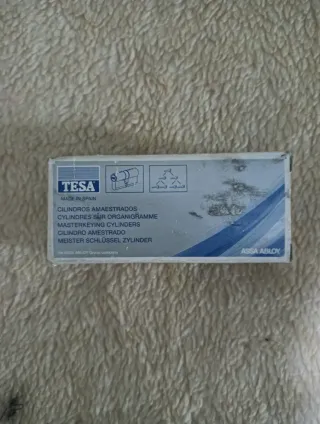 TESA
MADE IN SPAIN
CILINDROS AMAESTRADOS
CYLINDRES SUR ORGANIGRAMME
MASTERKEYING CYLINDERS
CILINDRO AMESTRADO
MEISTER SCHLÜSSEL ZYLINDER
ASSA ABLOY